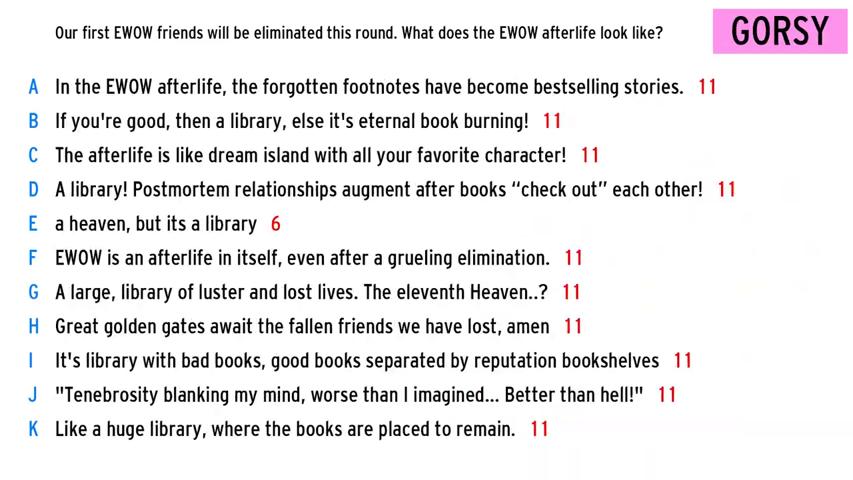 Our first EWOW friends will be eliminated this round. What does the EWOW afterlife look like?
GORSY
A In the EWOW afterlife, the forgotten footnotes have become bestselling stories. 11
B If you're good, then a library, else it's eternal book burning! 11
C The afterlife is like dream island with all your favorite character! 11
D A library! Postmortem relationships augment after books “check out” each other! 11
E a heaven, but its a library 6
F EWOW is an afterlife in itself, even after a grueling elimination. 11
G A large, library of luster and lost lives. The eleventh Heaven..? 11
H Great golden gates await the fallen friends we have lost, amen 11
I It's library with bad books, good books separated by reputation bookshelves 11
J "Tenebrosity blanking my mind, worse than I imagined... Better than hell!" 11
K Like a huge library, where the books are placed to remain. 11